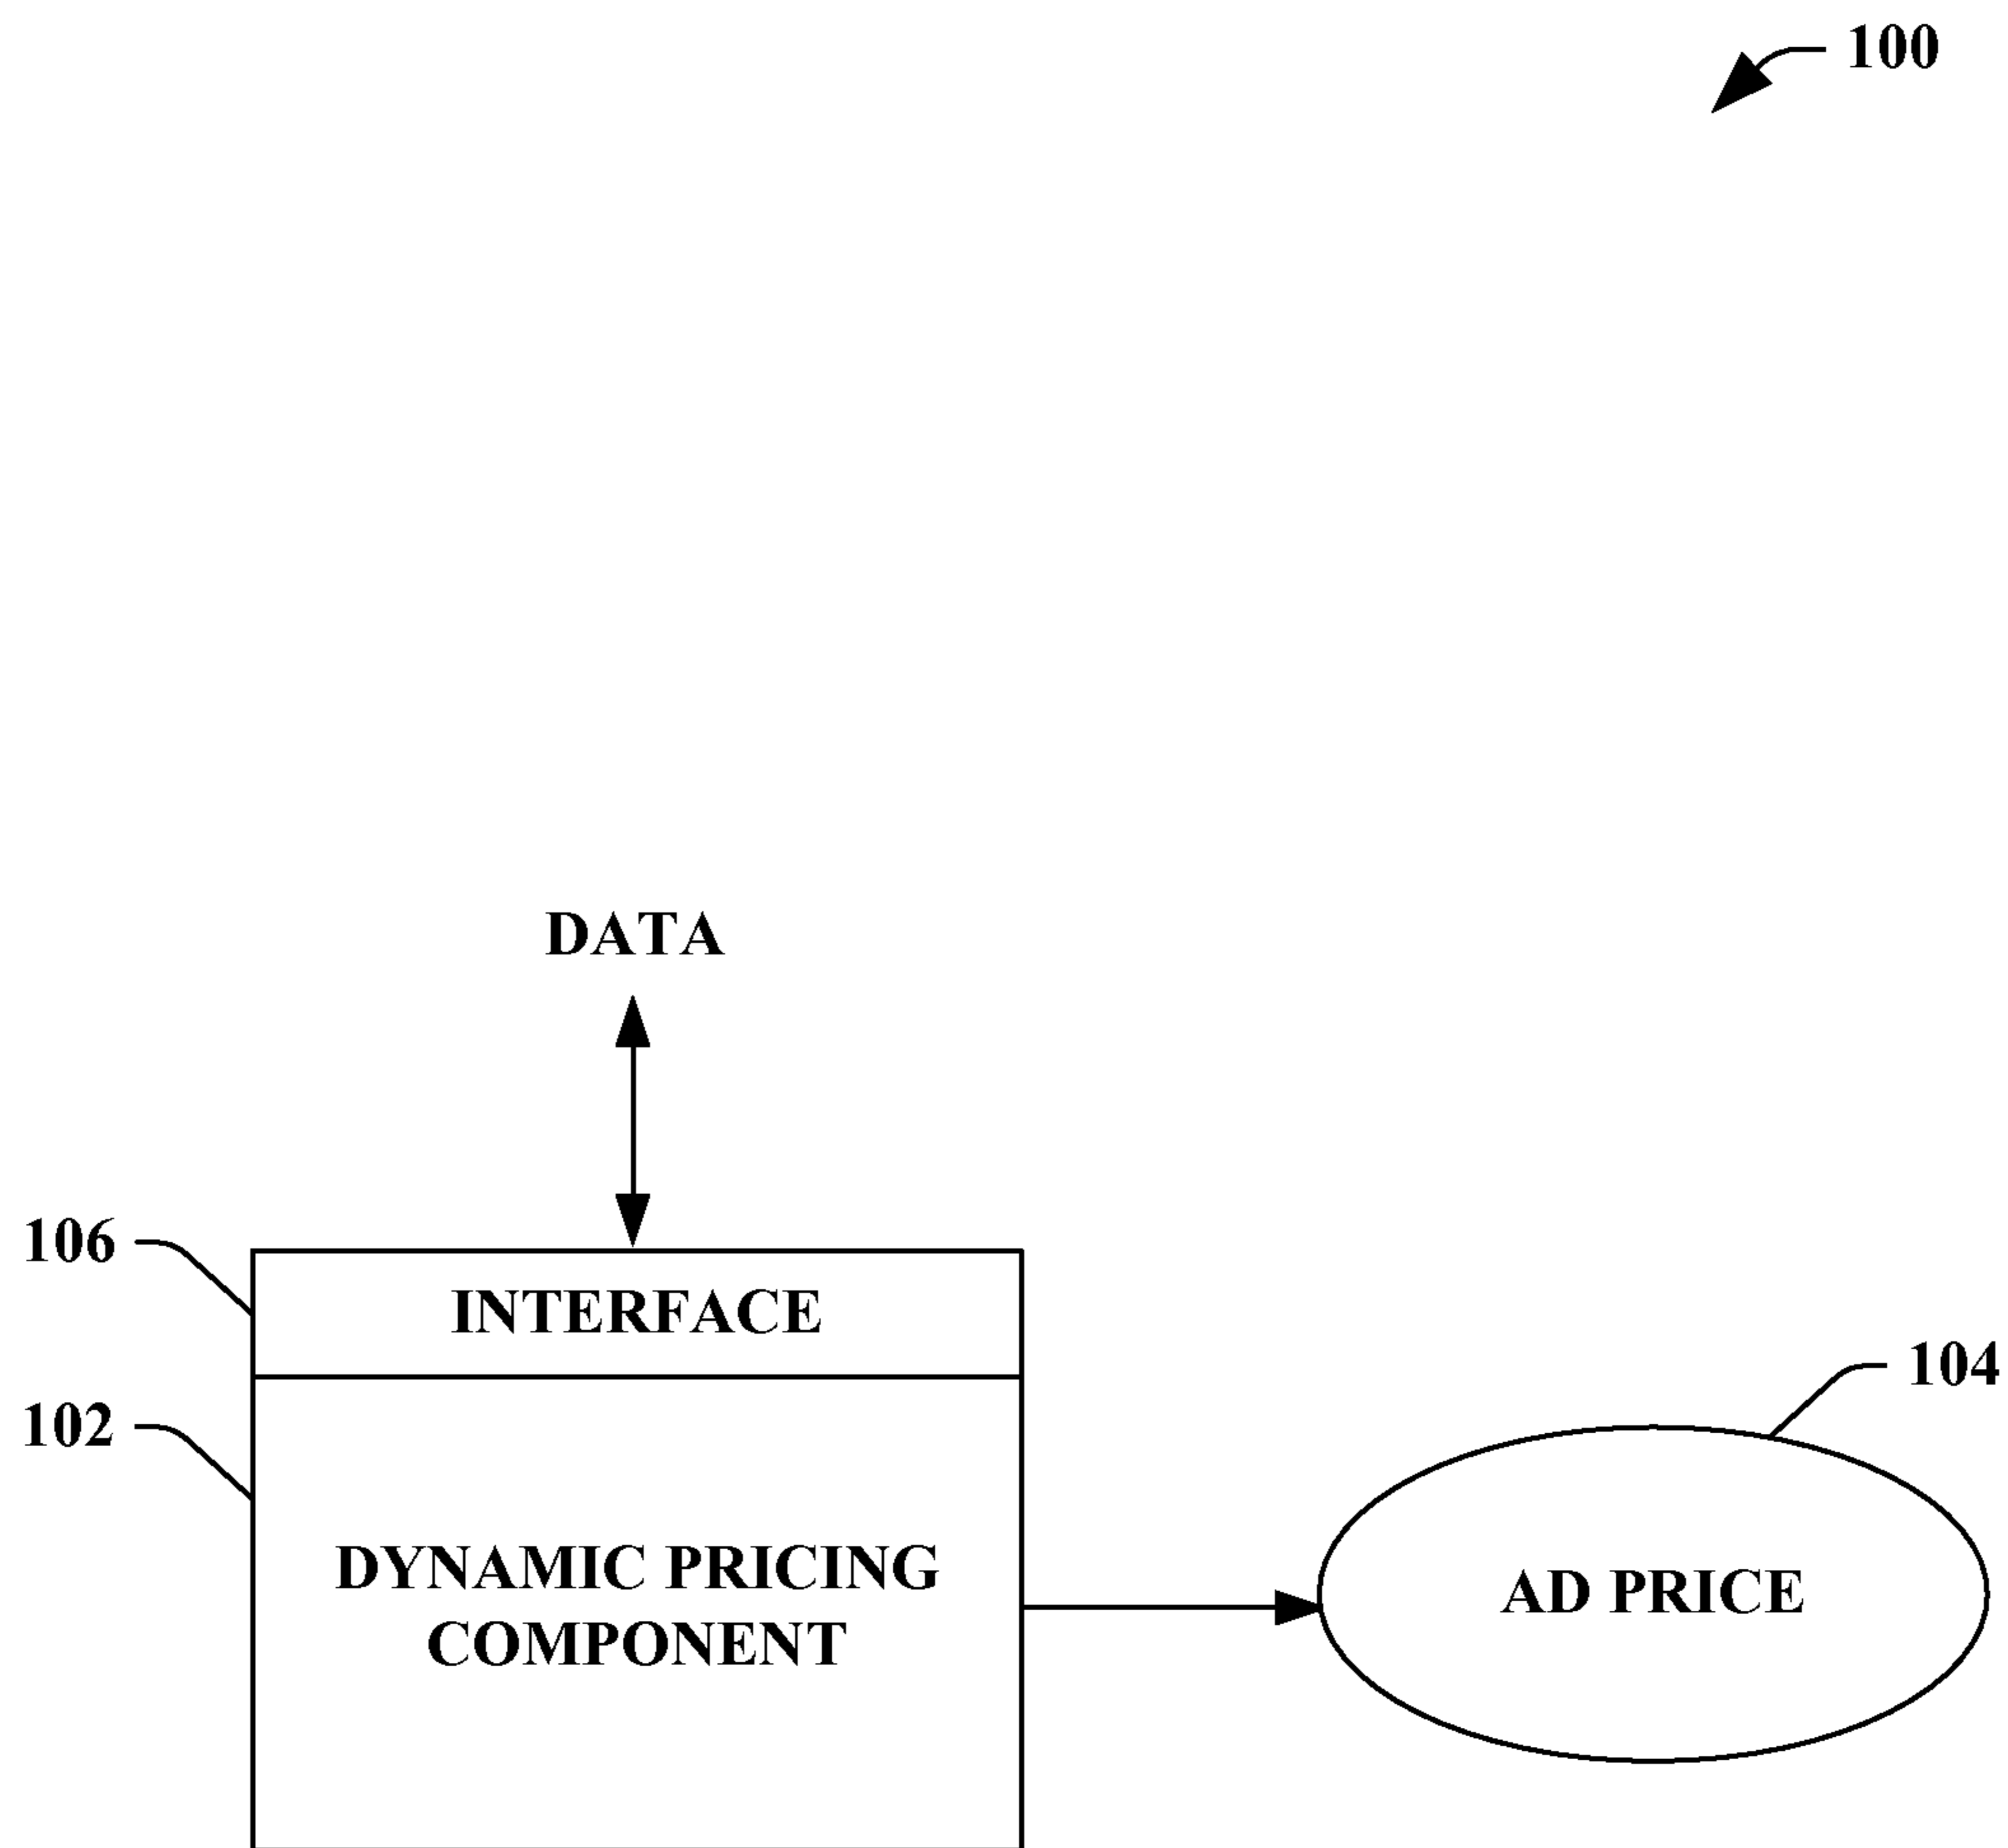 100
DATA
106
INTERFACE
104
102
DYNAMIC PRICING
COMPONENT
AD PRICE